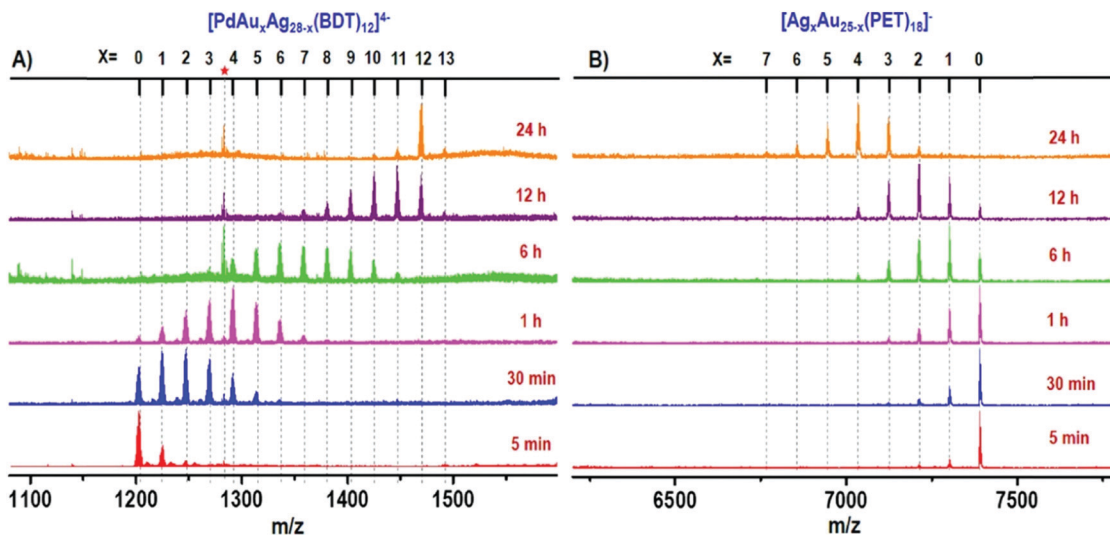 [PdAuₓAg₂₈₋ₓ(BDT)₁₂]⁴⁻
A) X= 0 1 2 3 4 5 6 7 8 9 10 11 12 13
24 h
12 h
6 h
1 h
30 min
5 min
1100 1200 1300 1400 1500
m/z
[AgₓAu₂₅₋ₓ(PET)₁₈]⁻
B) X= 7 6 5 4 3 2 1 0
24 h
12 h
6 h
1 h
30 min
5 min
6500 7000 7500
m/z